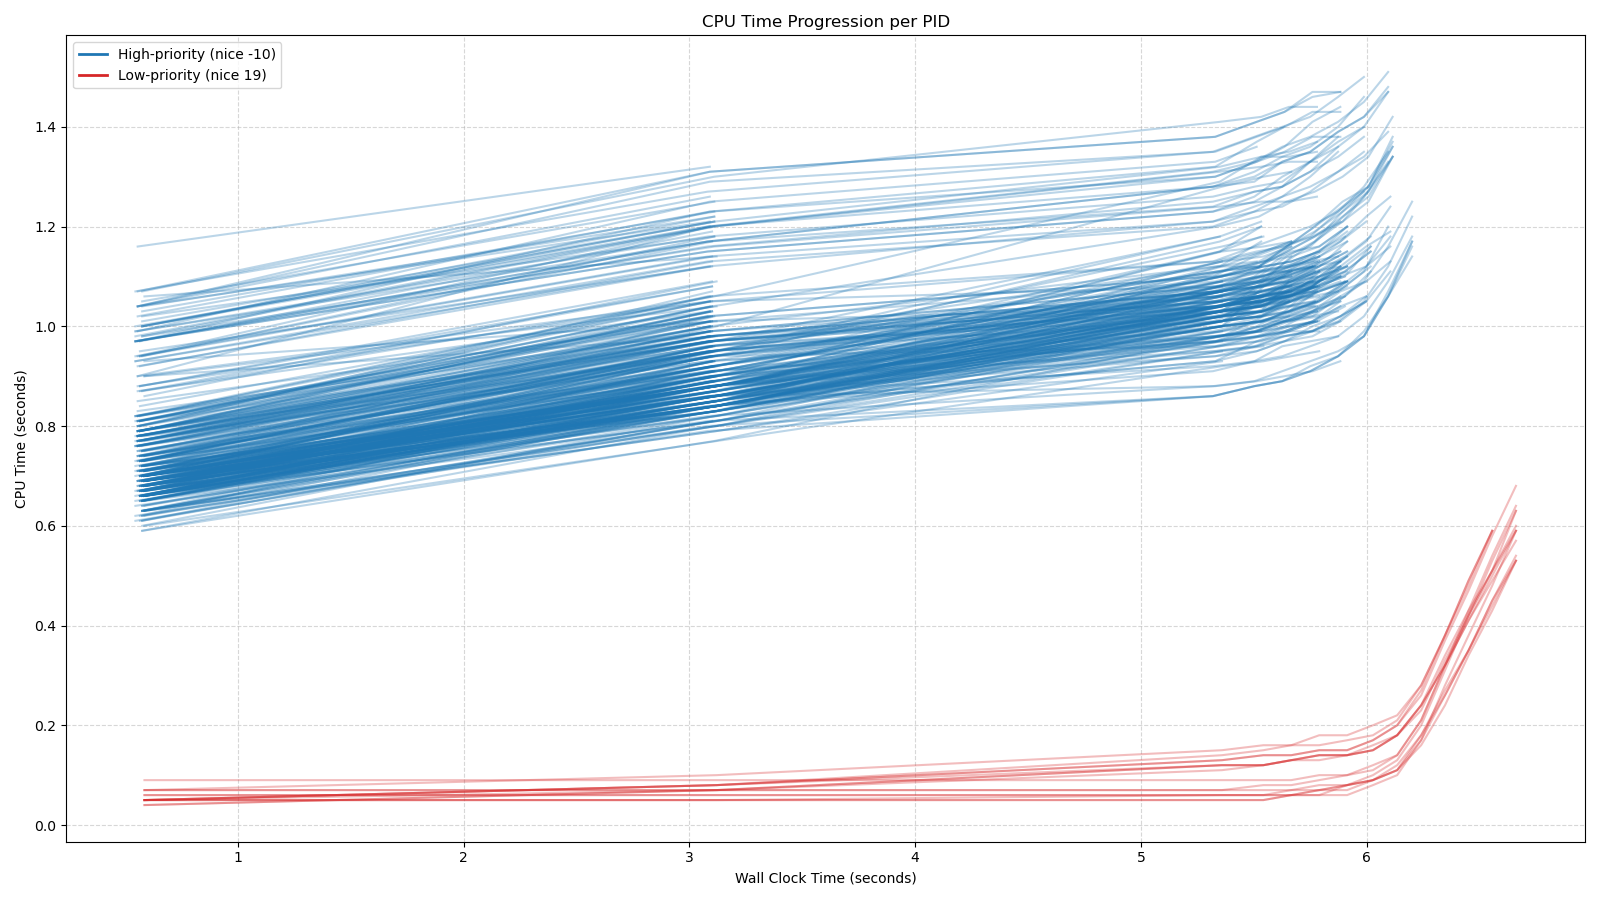 CPU Time Progression per PID
High-priority (nice -10)
Low-priority (nice 19)
CPU Time (seconds)
1.4
1.2
1.0
0.8
0.6
0.4
0.2
0.0
1 2 3 4 5 6
Wall Clock Time (seconds)